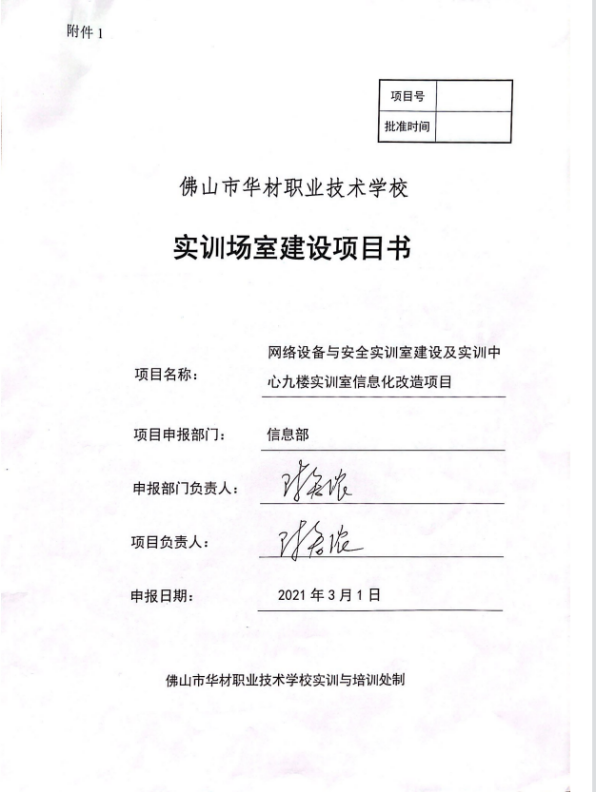 附件 1
项目号
批准时间
佛山市华材职业技术学校
实训场室建设项目书
项目名称：
网络设备与安全实训室建设及实训中
心九楼实训室信息化改造项目
项目申报部门：
信息部
申报部门负责人：
项目负责人：
申报日期：
2021 年 3 月 1 日
佛山市华材职业技术学校实训与培训处制